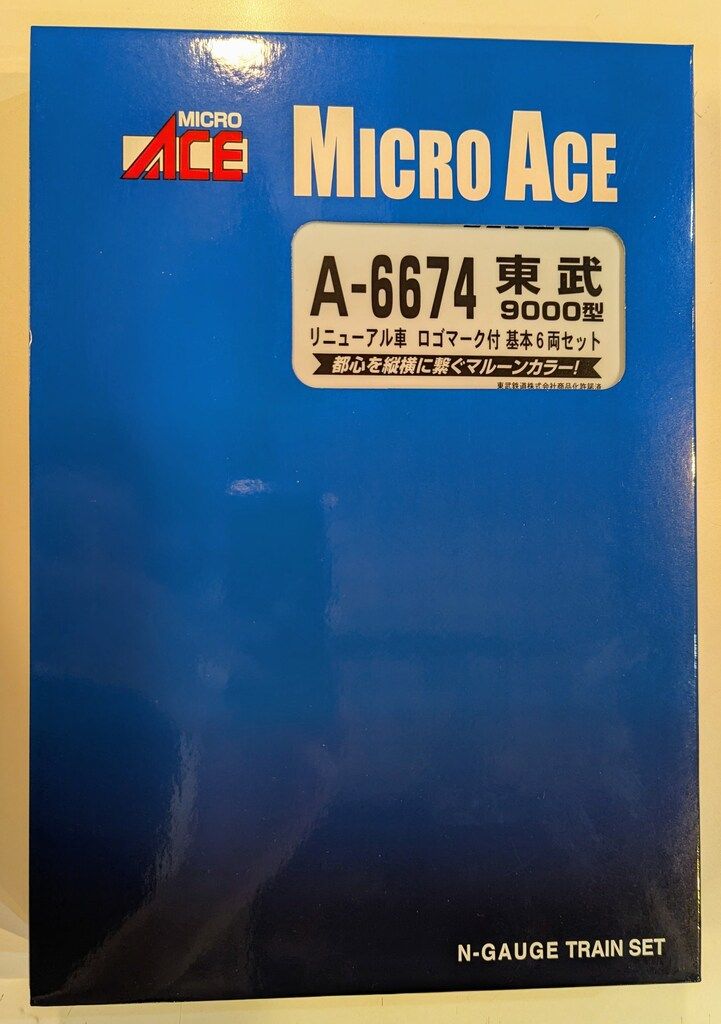 MICRO
ACE
MICRO ACE
A-6674 東武
9000型
リニューアル車 ロゴマーク付 基本6両セット
都心を縦横に繋ぐマルーンカラー!
東武鉄道株式会社商品化許諾済
N-GAUGE TRAIN SET